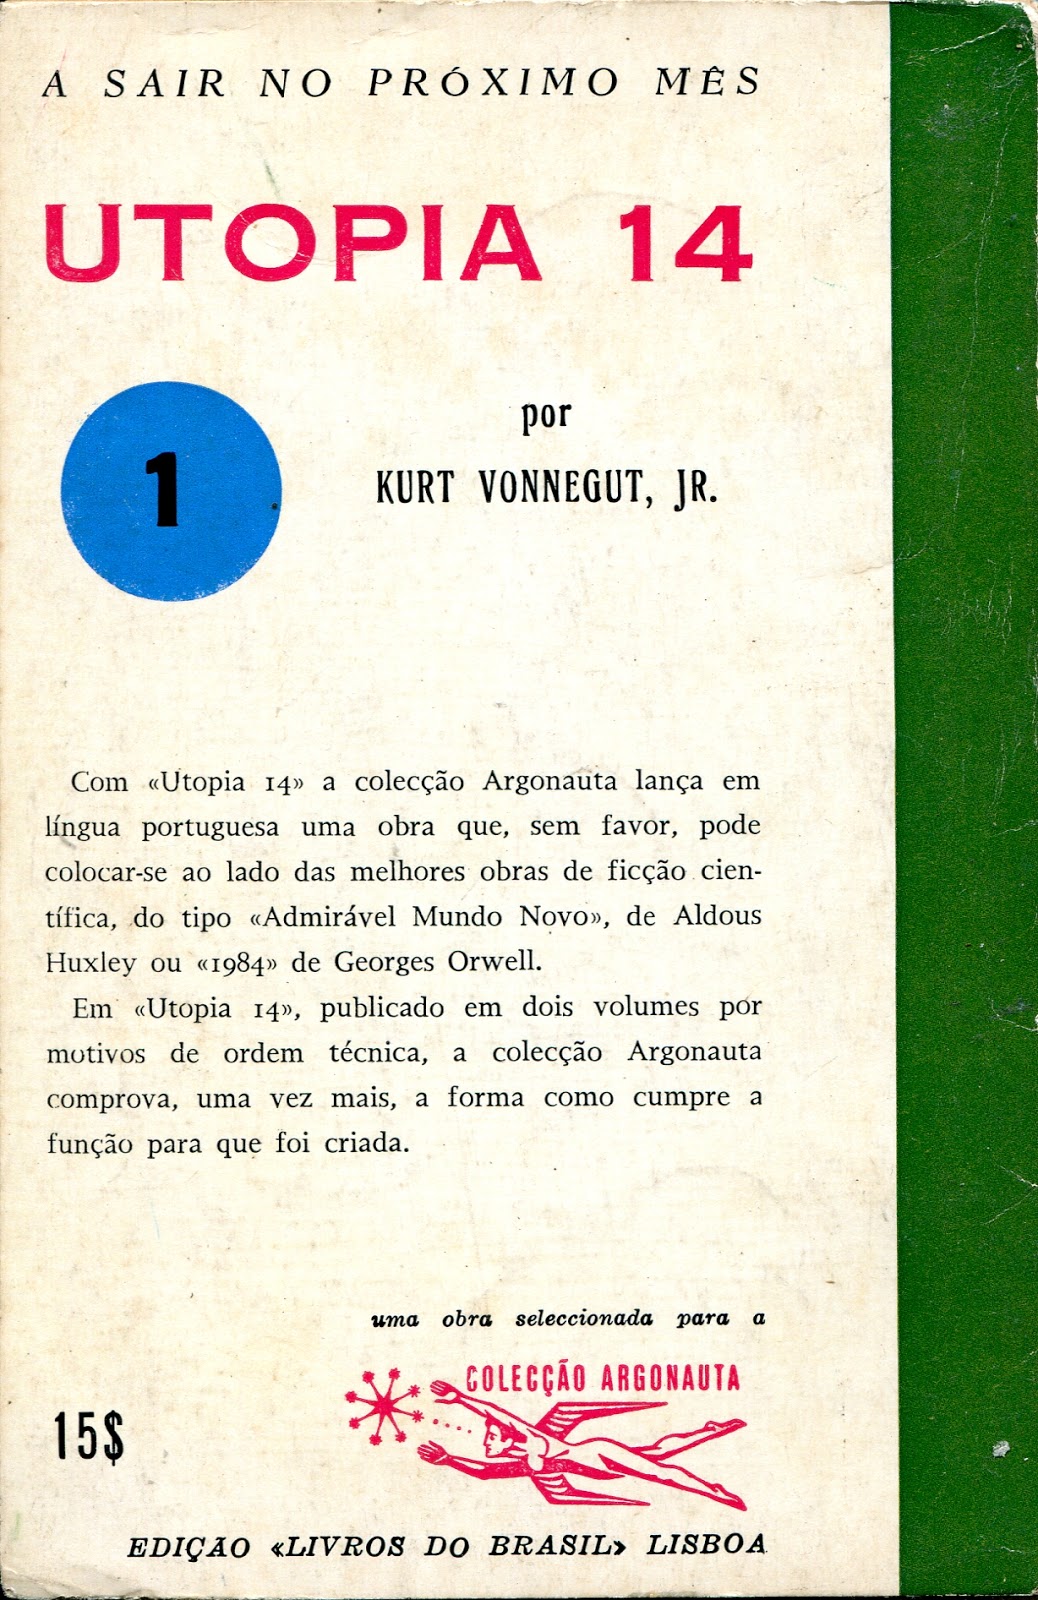 A SAIR NO PRÓXIMO MÊS
UTOPIA 14
1
por
KURT VONNEGUT, JR.
Com «Utopia 14» a colecção Argonauta lança em
língua portuguesa uma obra que, sem favor, pode
colocar-se ao lado das melhores obras de ficção cien-
tífica, do tipo «Admirável Mundo Novo», de Aldous
Huxley ou «1984» de Georges Orwell.
Em «Utopia 14», publicado em dois volumes por
motivos de ordem técnica, a colecção Argonauta
comprova, uma vez mais, a forma como cumpre a
função para que foi criada.
uma obra seleccionada para a
COLECÇÃO ARGONAUTA
15$
EDIÇÃO «LIVROS DO BRASIL» LISBOA